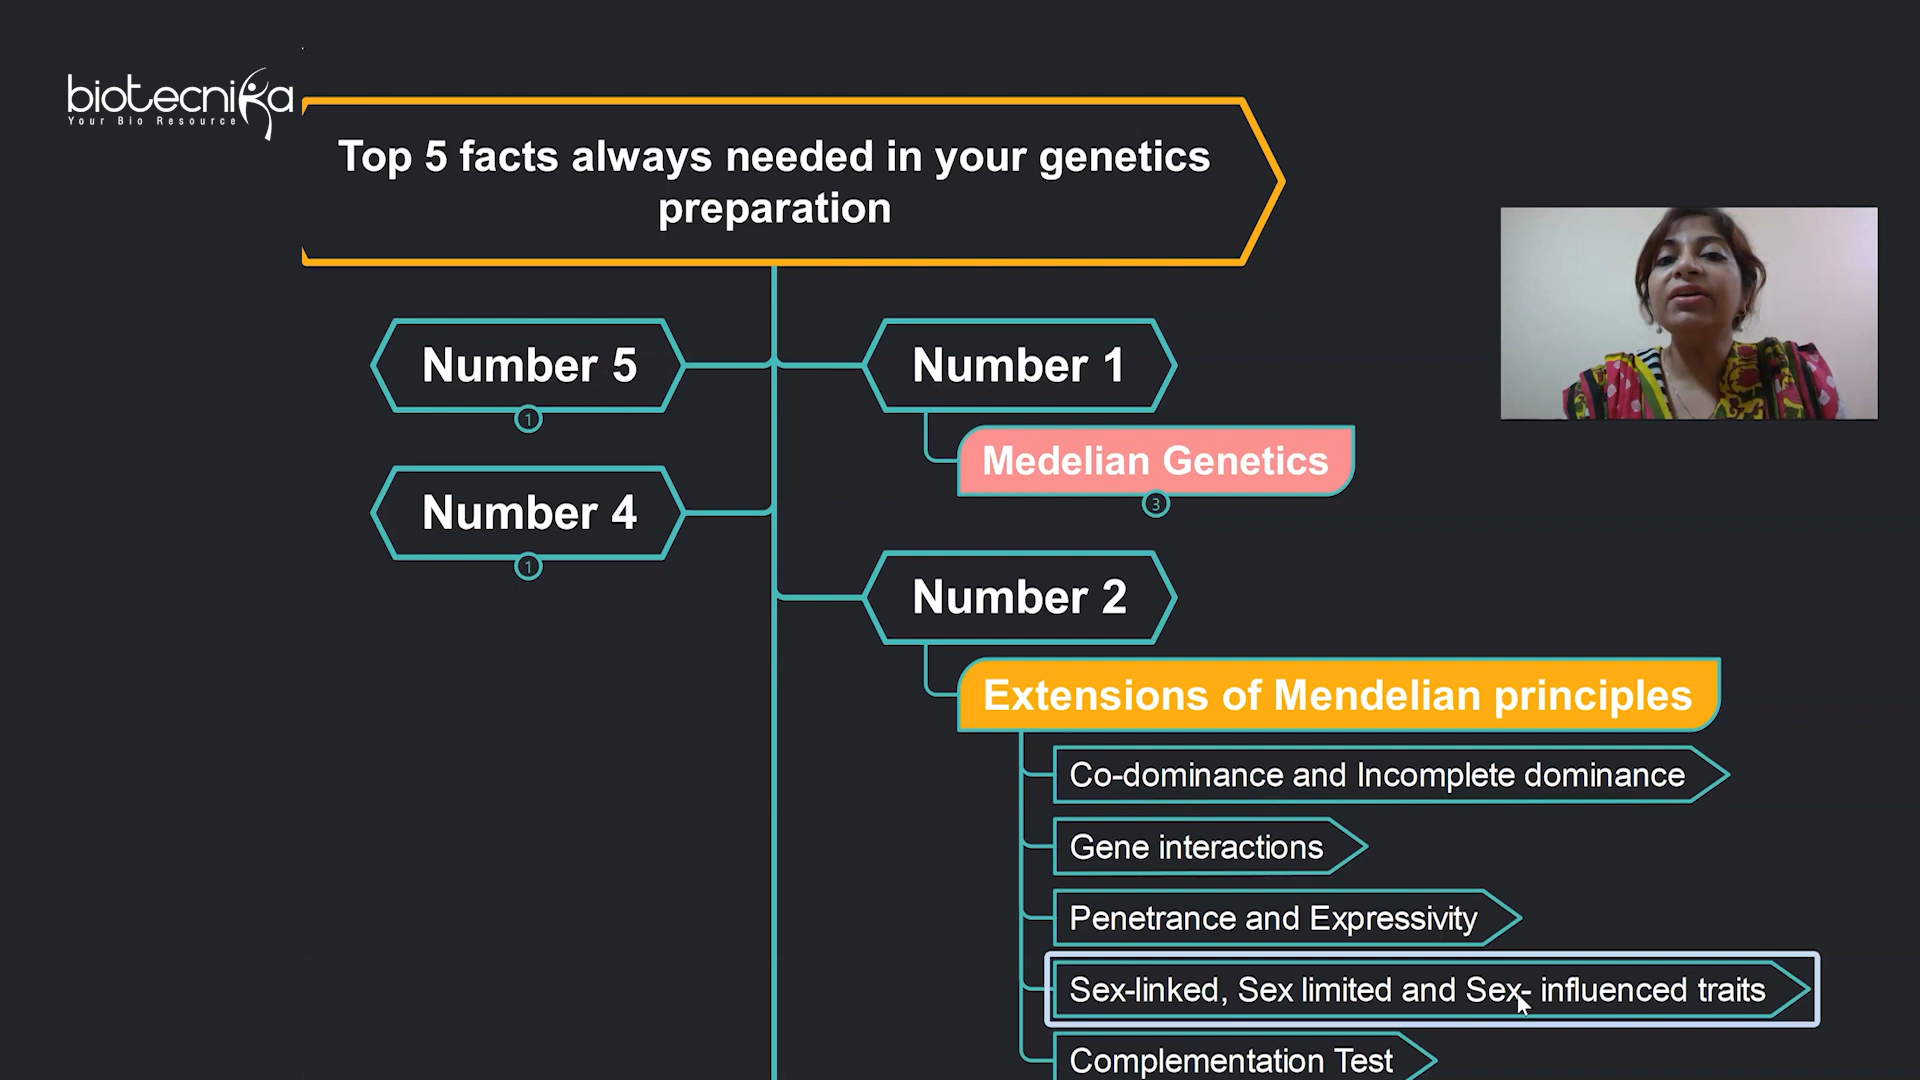 biotecnika
Your Bio Resource
Top 5 facts always needed in your genetics
preparation
Number 5
1
Number 4
1
Number 1
Medelian Genetics
3
Number 2
Extensions of Mendelian principles
Co-dominance and Incomplete dominance
Gene interactions
Penetrance and Expressivity
Sex-linked, Sex limited and Sex- influenced traits
Complementation Test